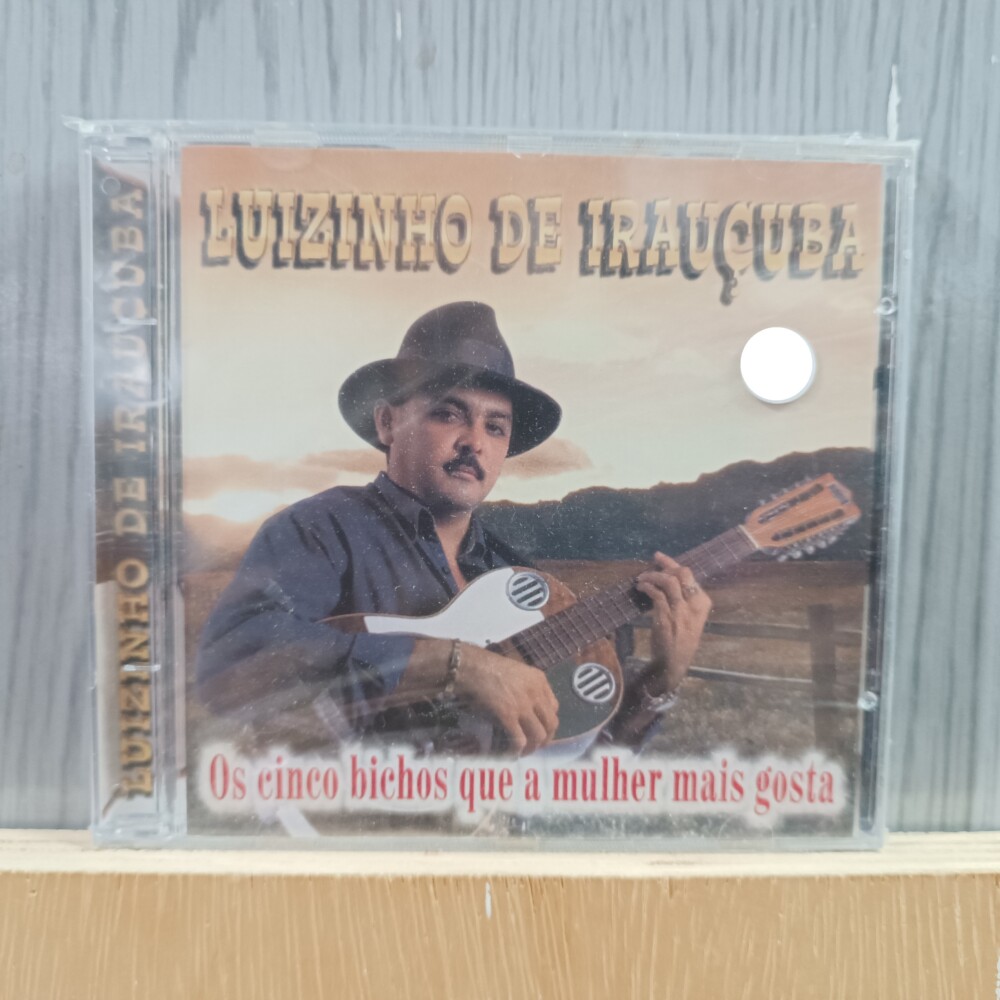 LUIZINHO DE IRAUÇUBA
LUIZINHO DE IRAUÇUBA
Os cinco bichos que a mulher mais gosta